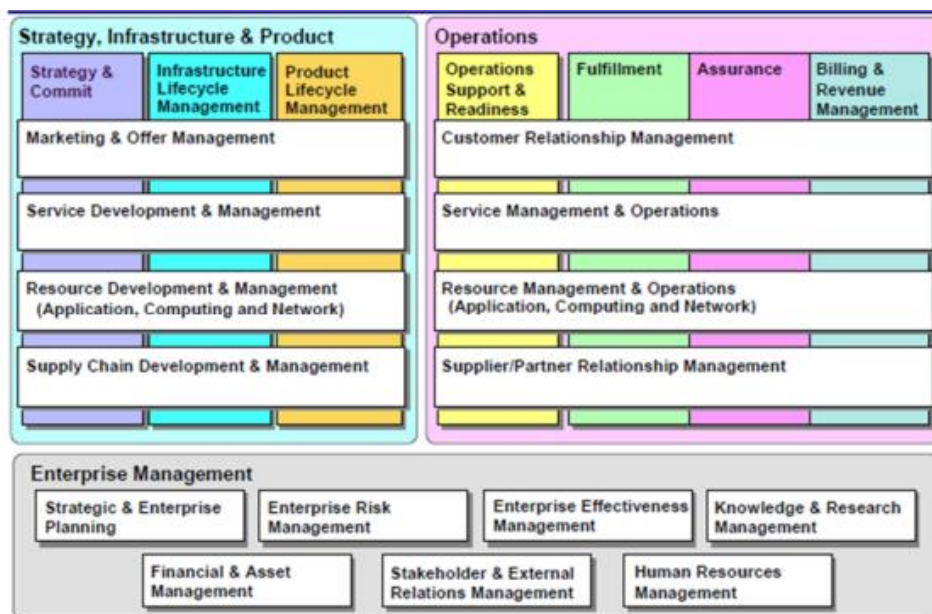 Strategy, Infrastructure & Product
Strategy &
Commit
Infrastructure
Lifecycle
Management
Product
Lifecycle
Management
Marketing & Offer Management
Service Development & Management
Resource Development & Management
(Application, Computing and Network)
Supply Chain Development & Management
Operations
Operations
Support &
Readiness
Fulfillment
Assurance
Billing &
Revenue
Management
Customer Relationship Management
Service Management & Operations
Resource Management & Operations
(Application, Computing and Network)
Supplier/Partner Relationship Management
Enterprise Management
Strategic & Enterprise
Planning
Enterprise Risk
Management
Enterprise Effectiveness
Management
Knowledge & Research
Management
Financial & Asset
Management
Stakeholder & External
Relations Management
Human Resources
Management